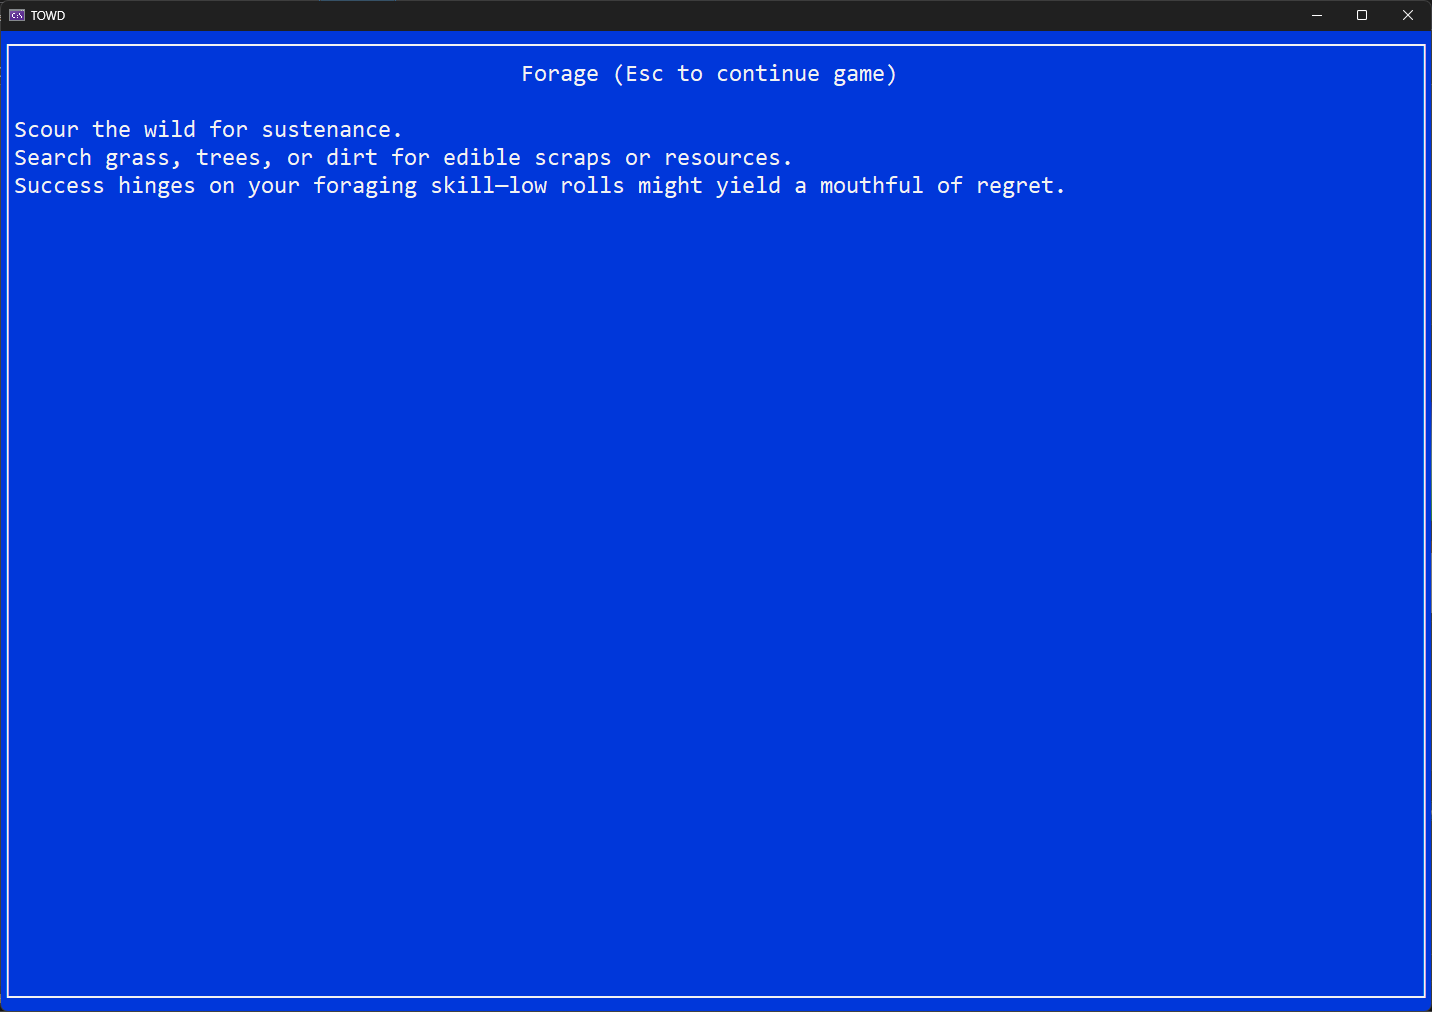 TOWD
Forage (Esc to continue game)
Scour the wild for sustenance.
Search grass, trees, or dirt for edible scraps or resources.
Success hinges on your foraging skill—low rolls might yield a mouthful of regret.